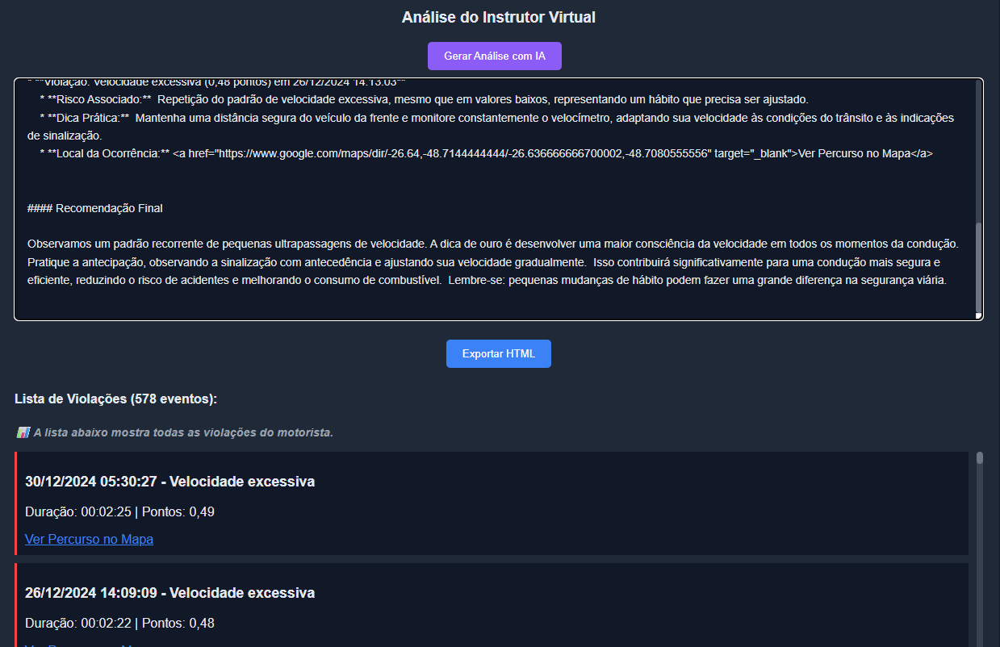 Análise do Instrutor Virtual
Gerar Análise com IA
* **Violação: Velocidade excessiva (0,48 pontos) em 26/12/2024 14:13:03**
* **Risco Associado:**  Repetição do padrão de velocidade excessiva, mesmo que em valores baixos, representando um hábito que precisa ser ajustado.
* **Dica Prática:**  Mantenha uma distância segura do veículo da frente e monitore constantemente o velocímetro, adaptando sua velocidade às condições do trânsito e às indicações
de sinalização.
* **Local da Ocorrência:** <a href="https://www.google.com/maps/dir/-26.64,-48.7144444444/-26.636666666700002,-48.7080555556" target="_blank">Ver Percurso no Mapa</a>
#### Recomendação Final
Observamos um padrão recorrente de pequenas ultrapassagens de velocidade. A dica de ouro é desenvolver uma maior consciência da velocidade em todos os momentos da condução.
Pratique a antecipação, observando a sinalização com antecedência e ajustando sua velocidade gradualmente.  Isso contribuirá significativamente para uma condução mais segura e
eficiente, reduzindo o risco de acidentes e melhorando o consumo de combustível.  Lembre-se: pequenas mudanças de hábito podem fazer uma grande diferença na segurança viária.
Exportar HTML
Lista de Violações (578 eventos):
📊 A lista abaixo mostra todas as violações do motorista.
30/12/2024 05:30:27 - Velocidade excessiva
Duração: 00:02:25 | Pontos: 0,49
Ver Percurso no Mapa
26/12/2024 14:09:09 - Velocidade excessiva
Duração: 00:02:22 | Pontos: 0,48